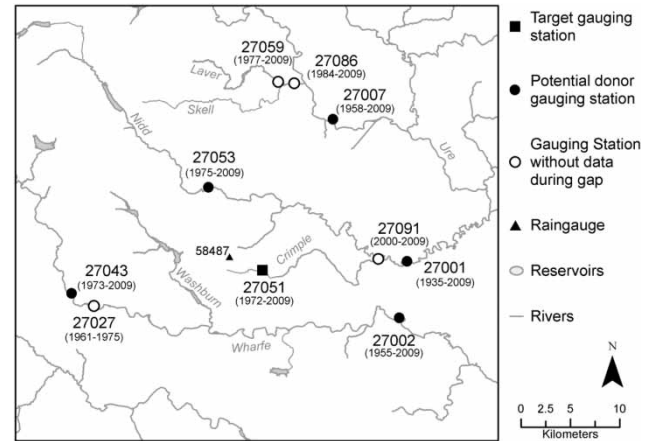 27059
(1977-2009)
27086
(1984-2009)
27007
(1958-2009)
Laver
Skell
Nidd
Ure
27053
(1975-2009)
58487
Crimple
27091
(2000-2009)
27001
(1935-2009)
27043
(1973-2009)
Washburn
27051
(1972-2009)
27027
(1961-1975)
Wharfe
27002
(1955-2009)
Target gauging
station
Potential donor
gauging station
Gauging Station
without data
during gap
Raingauge
Reservoirs
Rivers
N
0 2.5 5 10
Kilometers